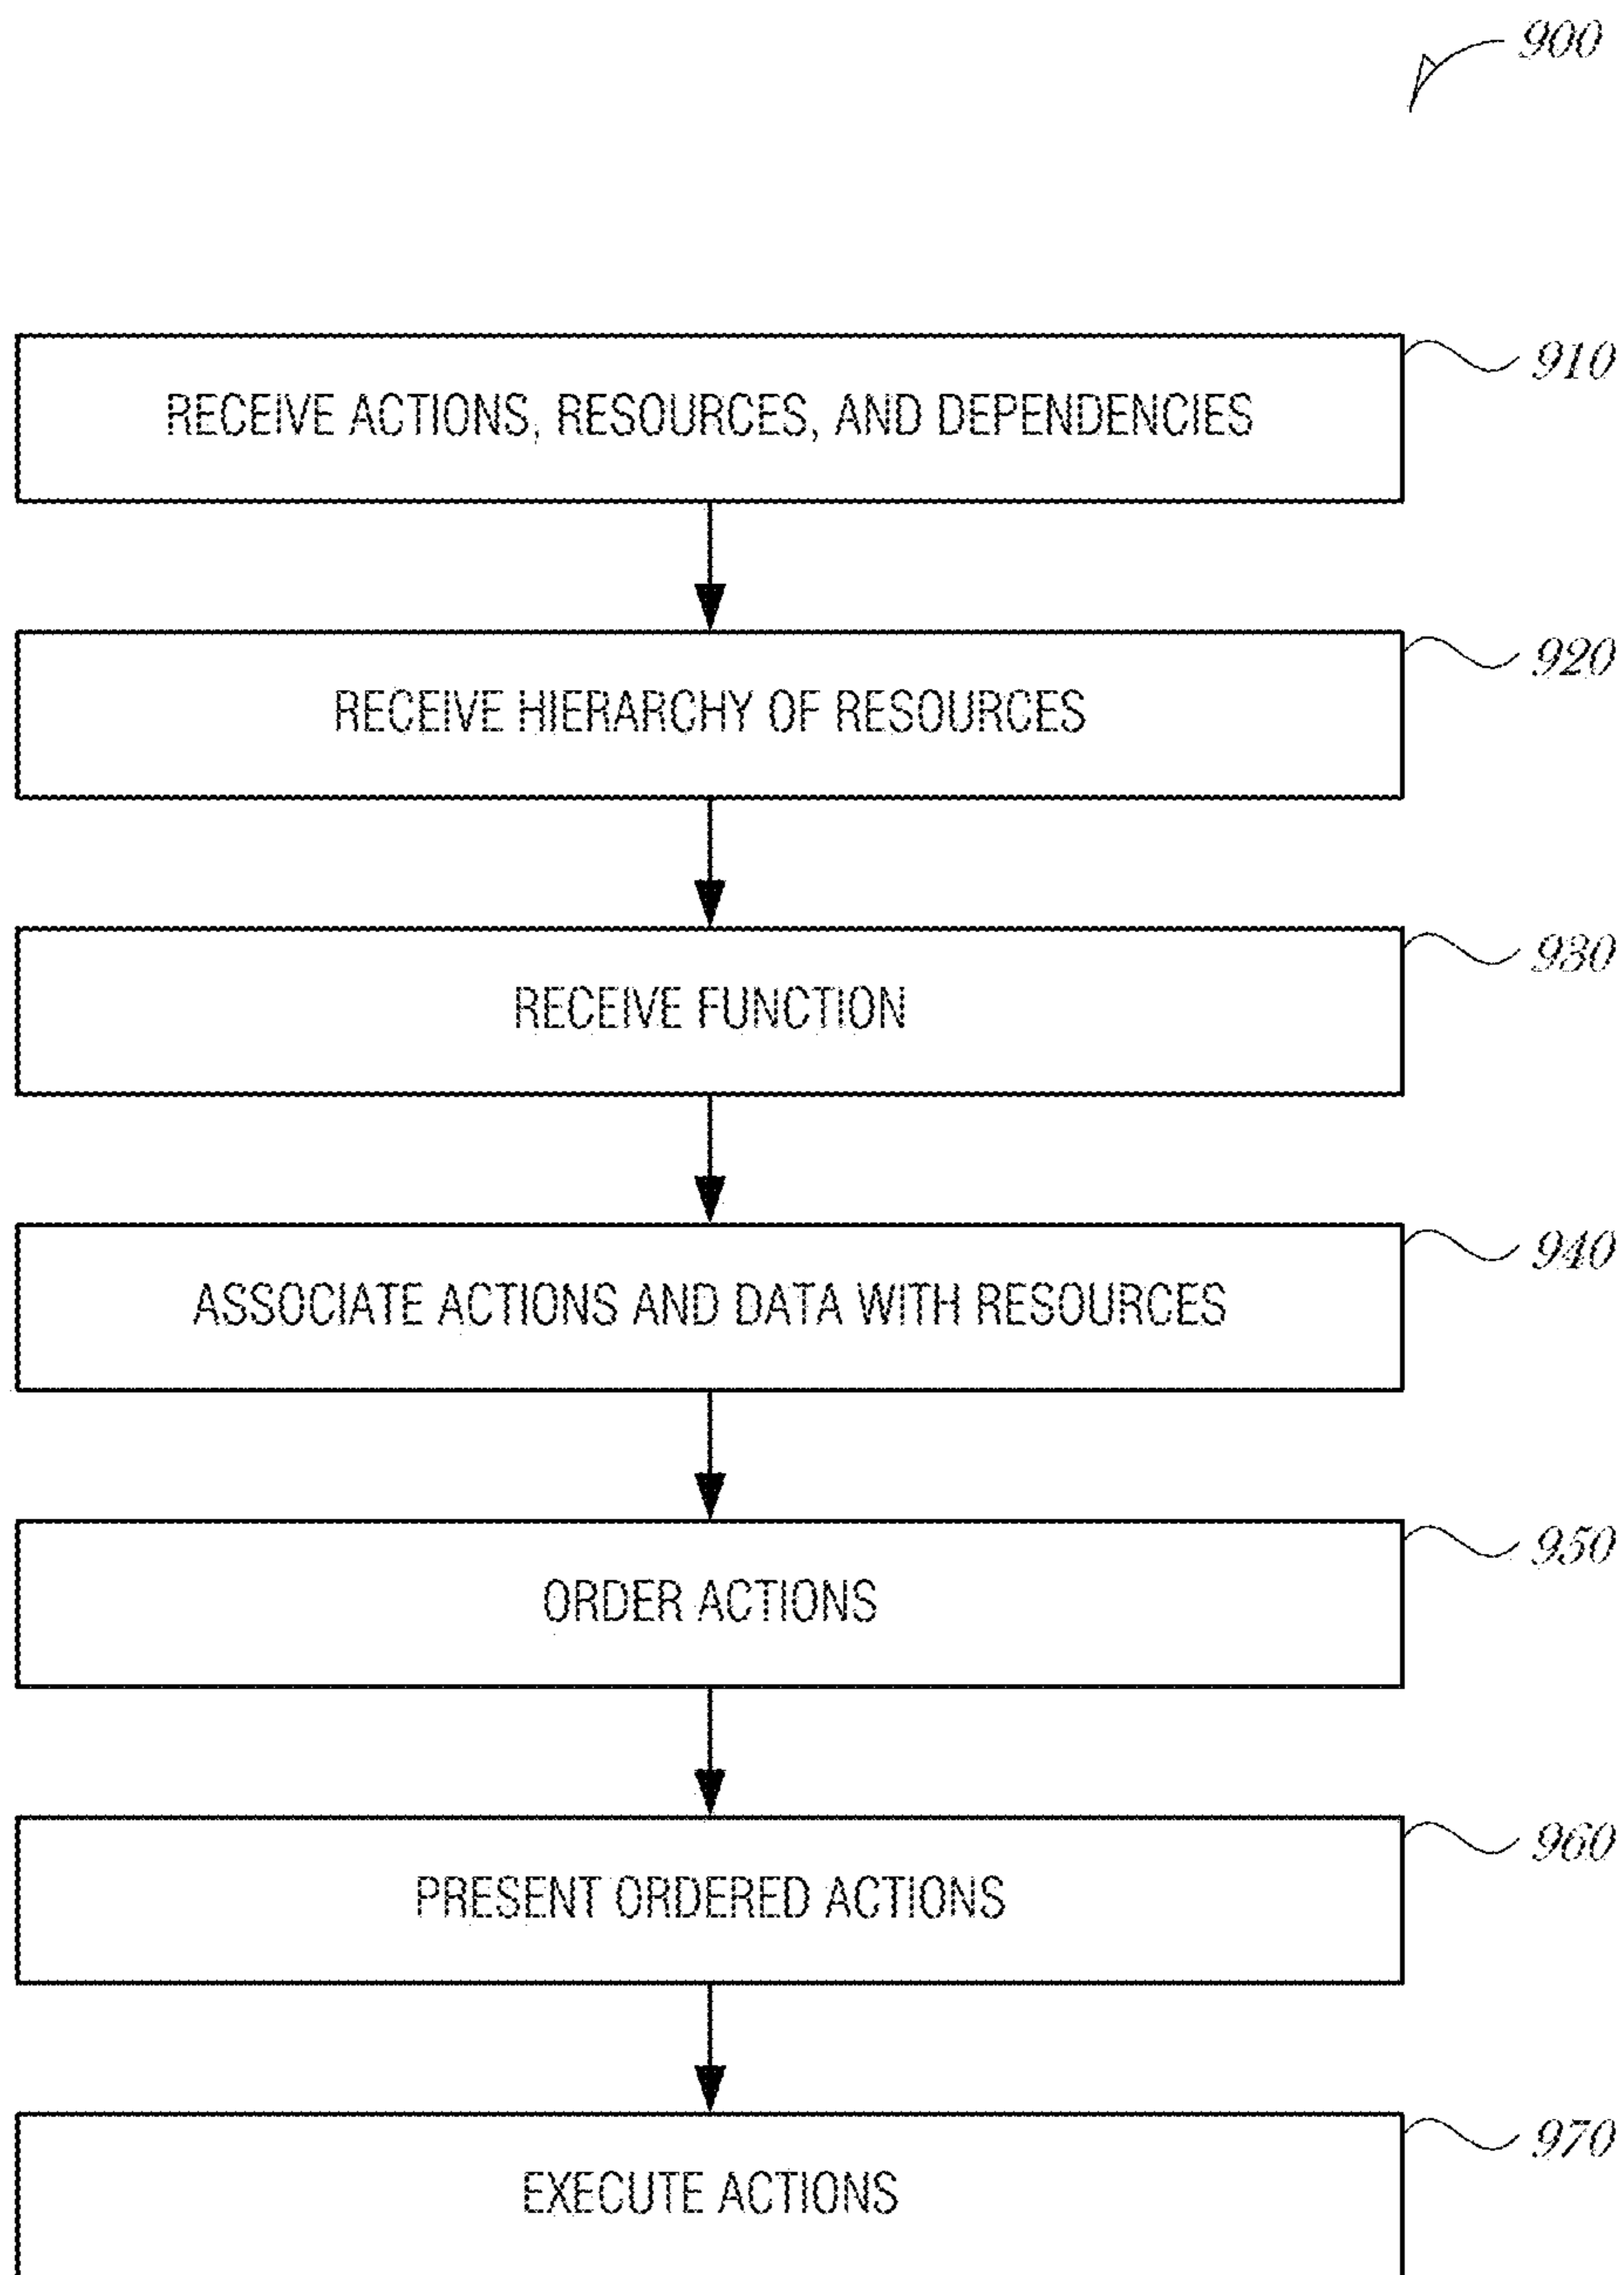 900
RECEIVE ACTIONS, RESOURCES, AND DEPENDENCIES
910
RECEIVE HIERARCHY OF RESOURCES
920
RECEIVE FUNCTION
930
ASSOCIATE ACTIONS AND DATA WITH RESOURCES
940
ORDER ACTIONS
950
PRESENT ORDERED ACTIONS
960
EXECUTE ACTIONS
970